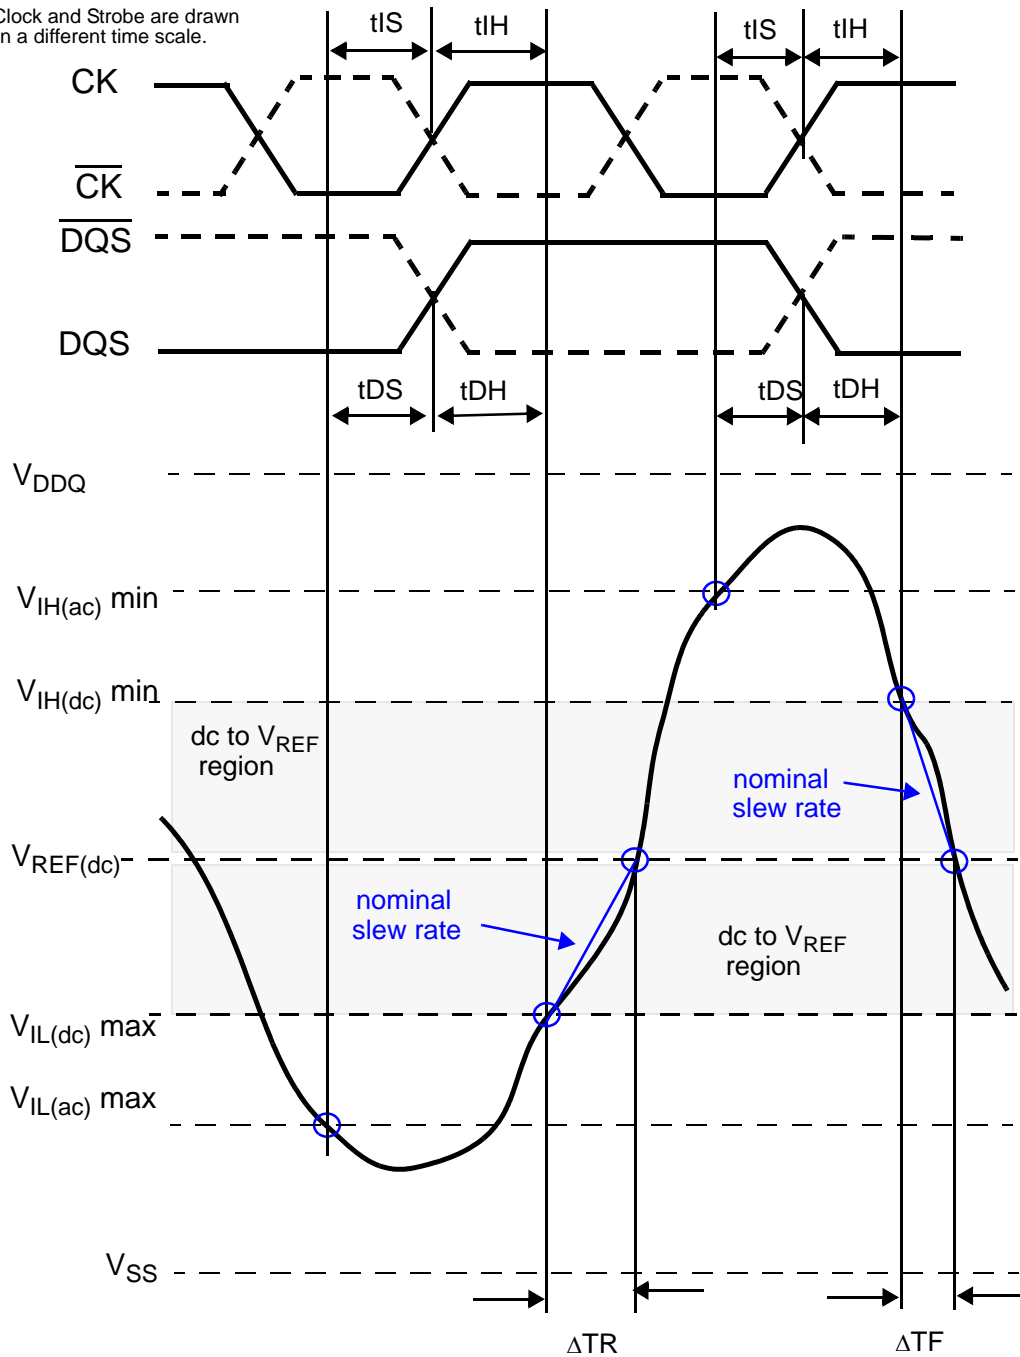 Clock and Strobe are drawn
n a different time scale.
tIS
tIH
tIS
tIH
CK
CK
DQS
DQS
tDS
tDH
tDS
tDH
VDDQ
VIH(ac) min
VIH(dc) min
dc to VREF
region
nominal
slew rate
VREF(dc)
nominal
slew rate
dc to VREF
region
VIL(dc) max
VIL(ac) max
VSS
ΔTR
ΔTF